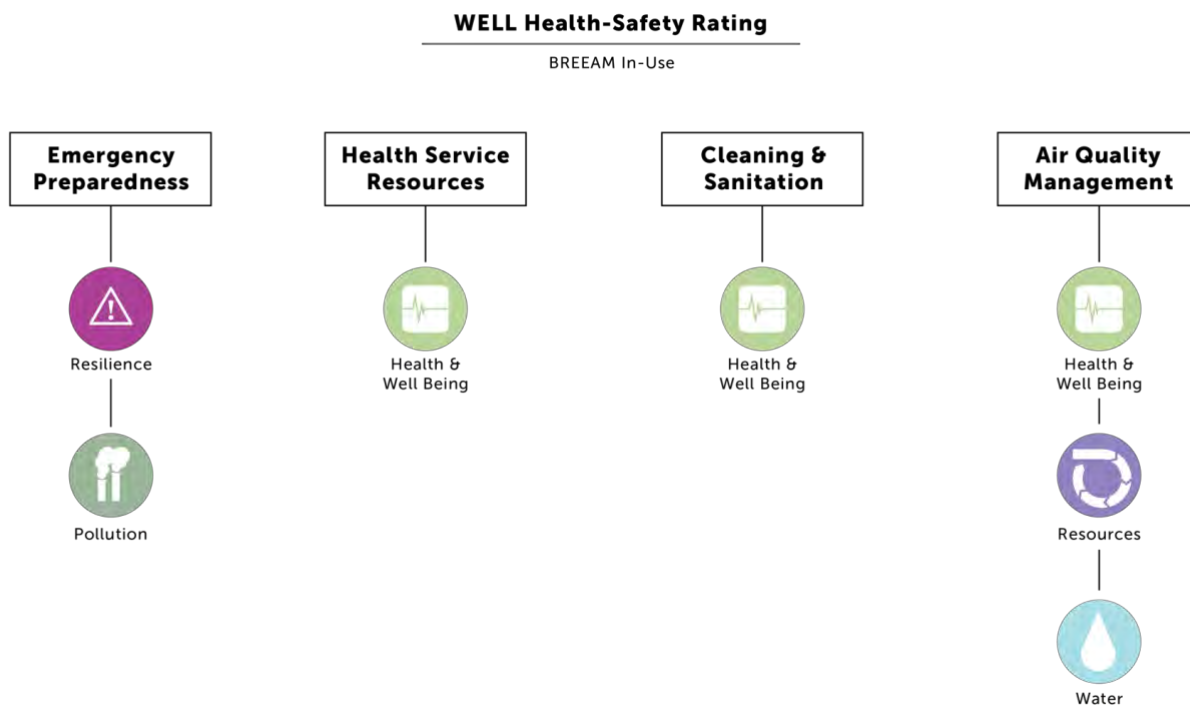 WELL Health-Safety Rating
BREEAM In-Use
Emergency
Preparedness
Resilience
Pollution
Health Service
Resources
Health &
Well Being
Cleaning &
Sanitation
Health &
Well Being
Air Quality
Management
Health &
Well Being
Resources
Water